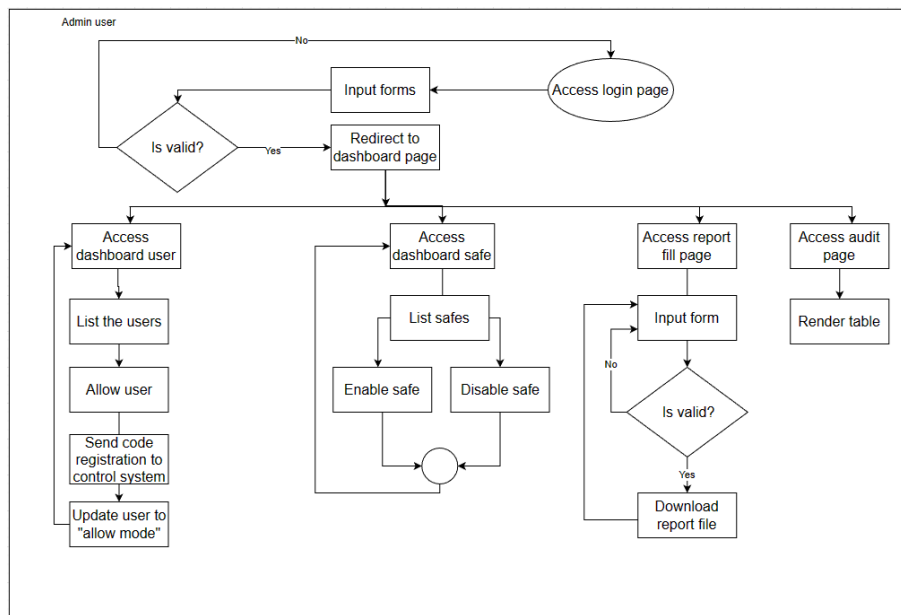 Admin user
No
Access login page
Input forms
Is valid?
Yes
Redirect to
dashboard page
Access
dashboard user
Access
dashboard safe
Access report
fill page
Access audit
page
List the users
List safes
Input form
Render table
No
Allow user
Enable safe
Disable safe
Is valid?
Send code
registration to
control system
Yes
Update user to
"allow mode"
Download
report file